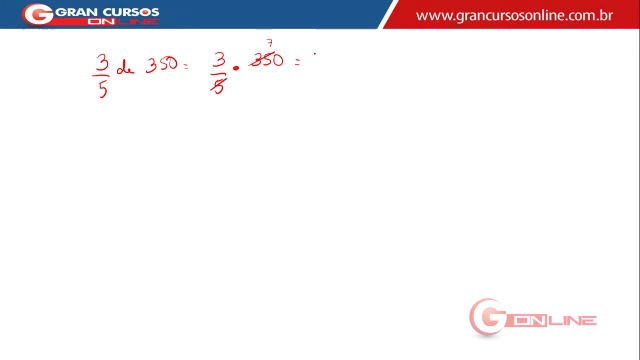 GRAN CURSOS
ONLINE
www.grancursosonline.com.br
7
3/5 de 350 = 3/5 • 350 =
G ONLINE